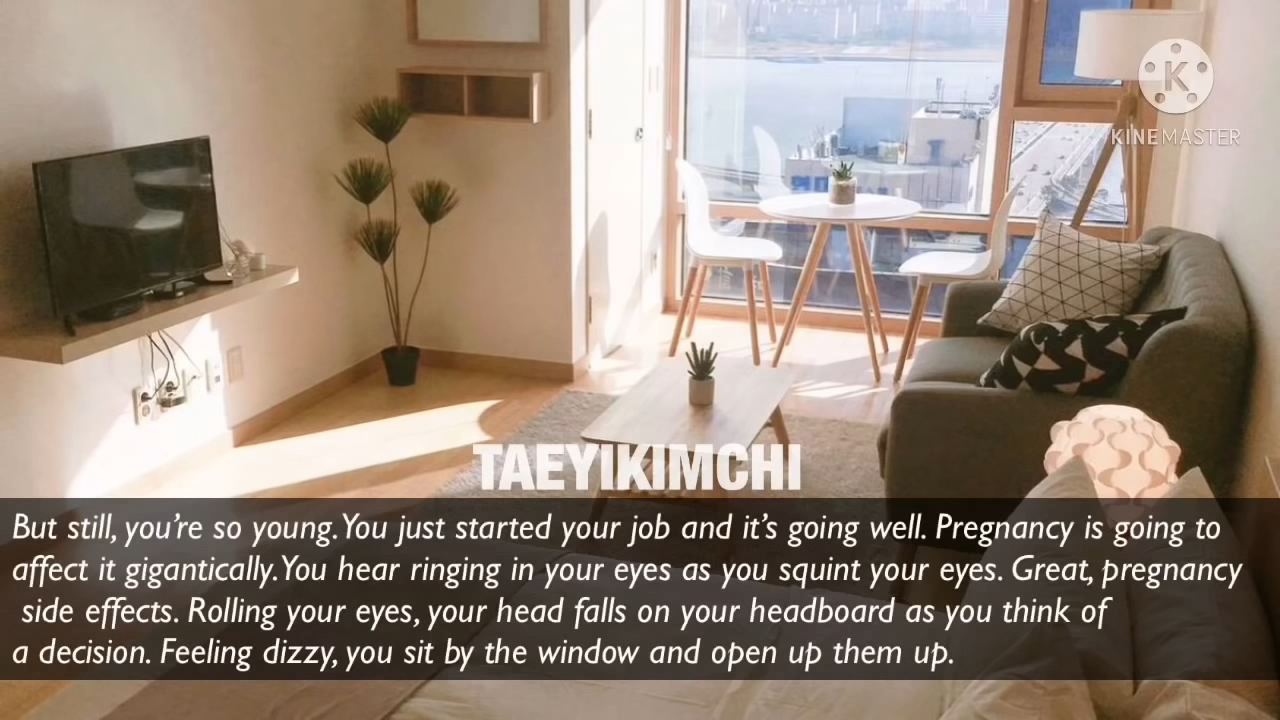 K
KINEMASTER
TAEYIKIMCHI
But still, you're so young. You just started your job and it's going well. Pregnancy is going to
affect it gigantically. You hear ringing in your eyes as you squint your eyes. Great, pregnancy
side effects. Rolling your eyes, your head falls on your headboard as you think of
a decision. Feeling dizzy, you sit by the window and open up them up.